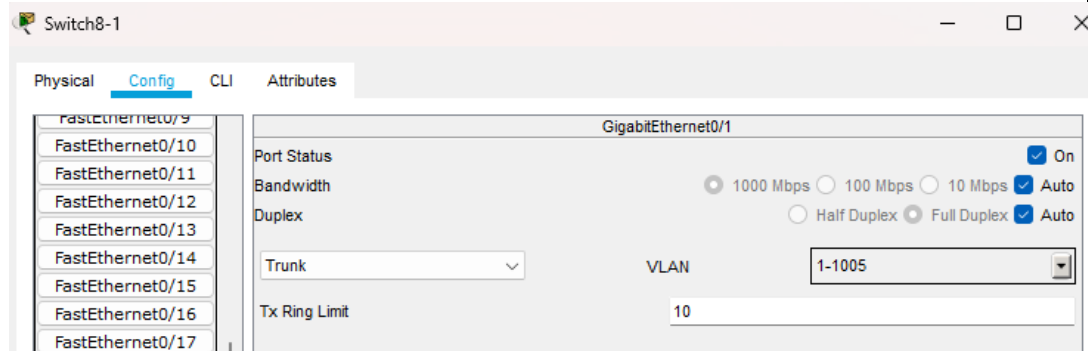 Switch8-1
Physical Config CLI Attributes
FastEthernet0/9
FastEthernet0/10
FastEthernet0/11
FastEthernet0/12
FastEthernet0/13
FastEthernet0/14
FastEthernet0/15
FastEthernet0/16
FastEthernet0/17
GigabitEthernet0/1
Port Status On
Bandwidth 1000 Mbps 100 Mbps 10 Mbps Auto
Duplex Half Duplex Full Duplex Auto
Trunk VLAN 1-1005
Tx Ring Limit 10